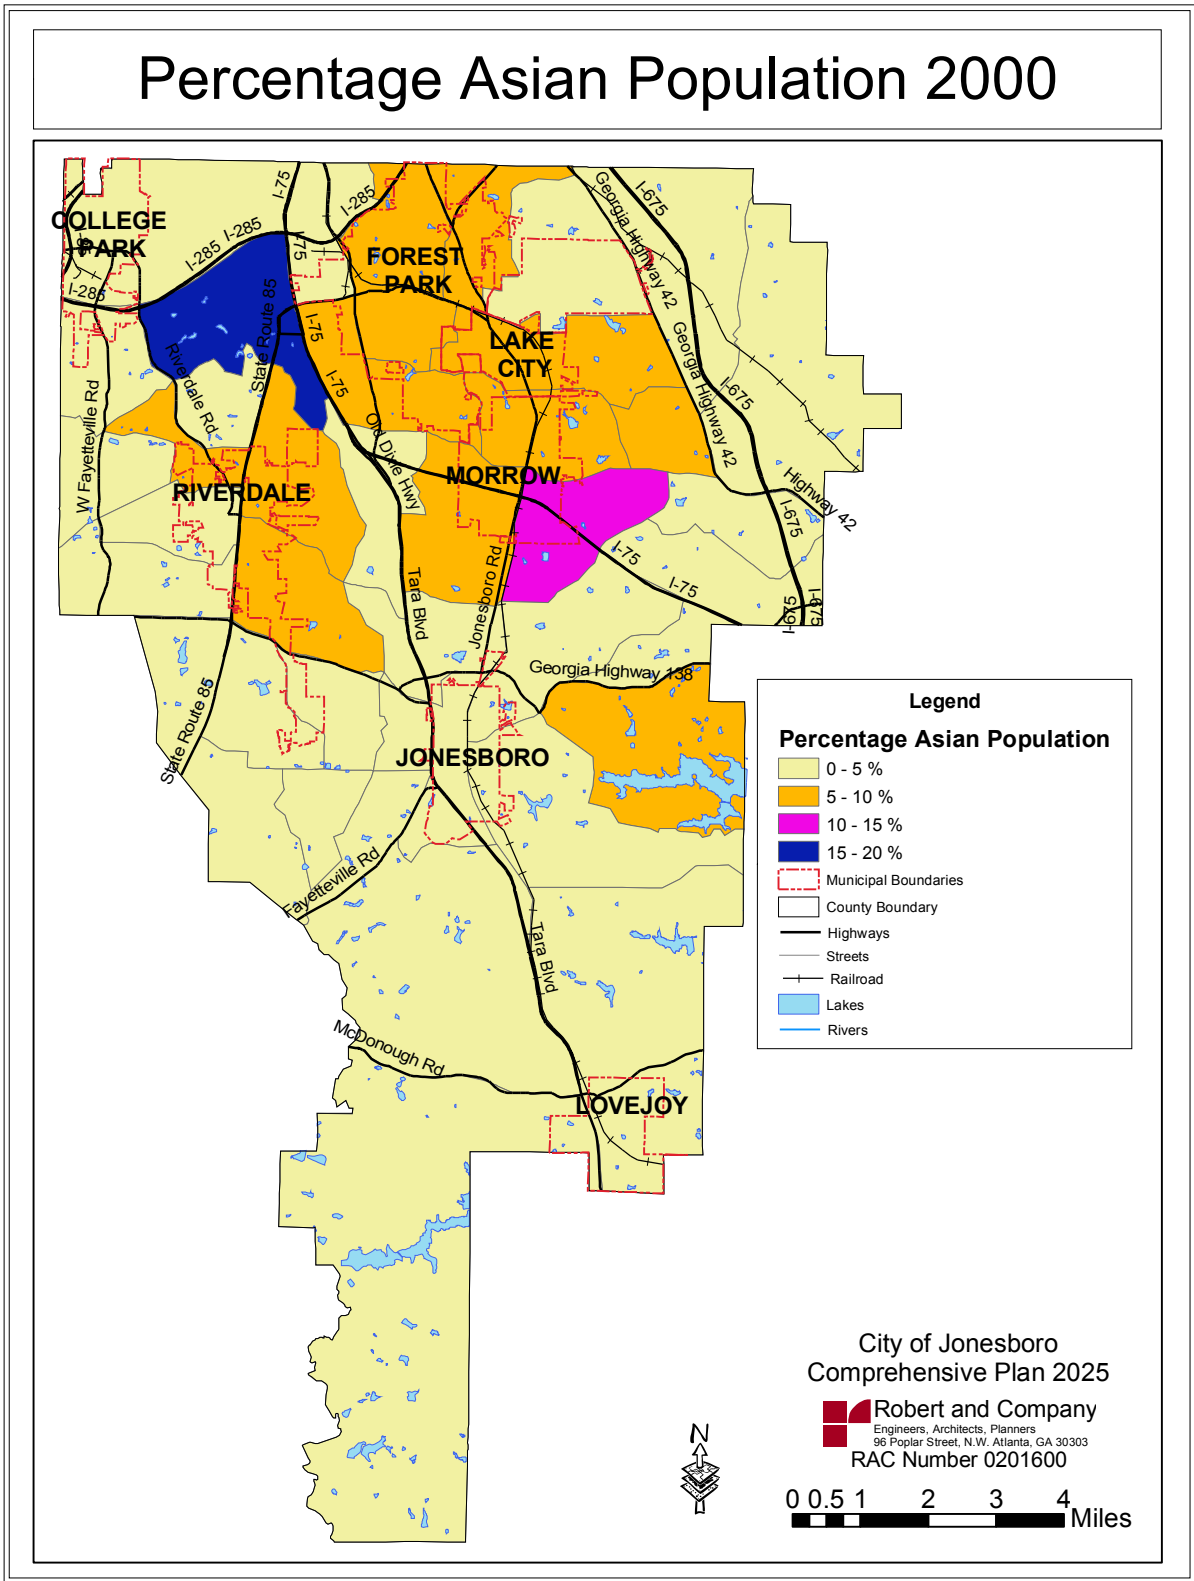 Percentage Asian Population 2000
I-75
I-285
Georgia Highway 42
I-675
COLLEGE
PARK
I-285
I-285
I-75
FOREST
PARK
I-285
State Route 85
I-75
LAKE
CITY
Georgia Highway 42
Riverdale Rd
I-75
I-675
W Fayetteville Rd
Old Dixie Hwy
MORROW
RIVERDALE
Highway 42
I-675
I-75
I-75
Tara Blvd
Jonesboro Rd
I-675
I-675
Georgia Highway 138
State Route 85
JONESBORO
Fayetteville Rd
Tara Blvd
McDonough Rd
LOVEJOY
Legend
Percentage Asian Population
0 - 5 %
5 - 10 %
10 - 15 %
15 - 20 %
Municipal Boundaries
County Boundary
Highways
Streets
Railroad
Lakes
Rivers
City of Jonesboro
Comprehensive Plan 2025
Robert and Company
Engineers, Architects, Planners
96 Poplar Street, N.W. Atlanta, GA 30303
RAC Number 0201600
N
0 0.5 1 2 3 4
Miles